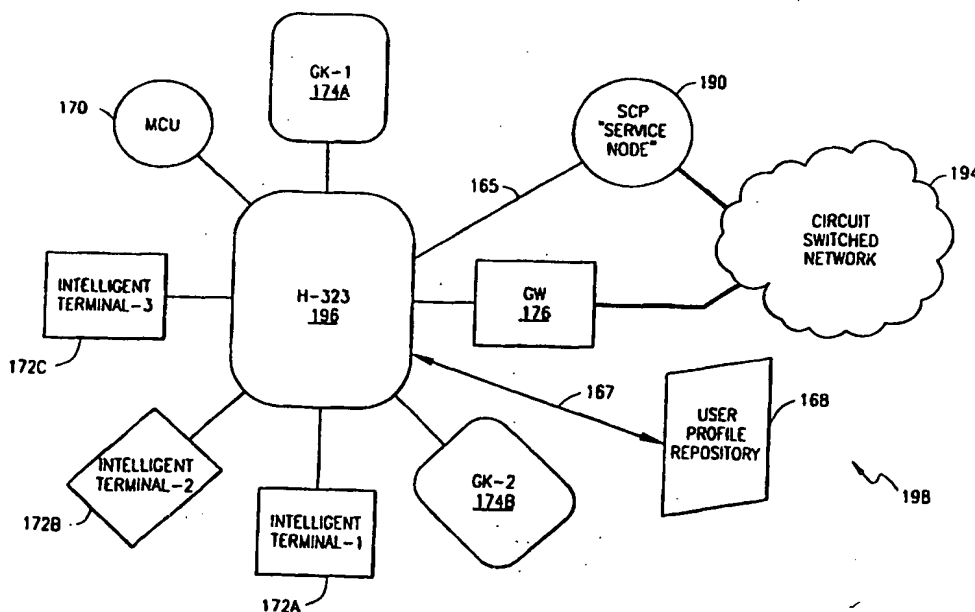 GK-1
174A
170
MCU
190
SCP
"SERVICE
NODE"
165
194
CIRCUIT
SWITCHED
NETWORK
INTELLIGENT
TERMINAL-3
172C
H-323
196
GW
176
167
168
USER
PROFILE
REPOSITORY
INTELLIGENT
TERMINAL-2
172B
GK-2
174B
INTELLIGENT
TERMINAL-1
172A
198